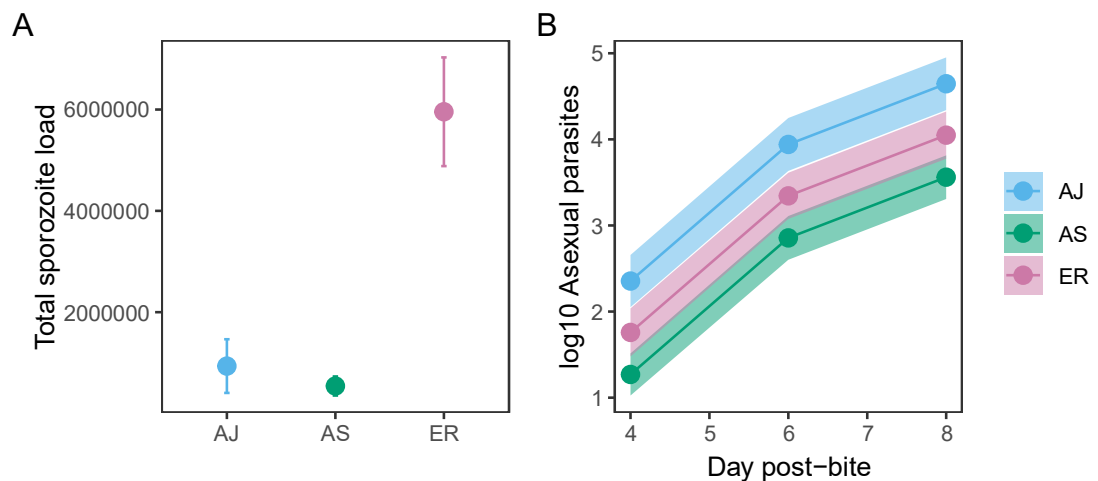 A
Total sporozoite load
6000000
4000000
2000000
AJ AS ER
B
log10 Asexual parasites
5
4
3
2
1
4 5 6 7 8
Day post−bite
AJ
AS
ER